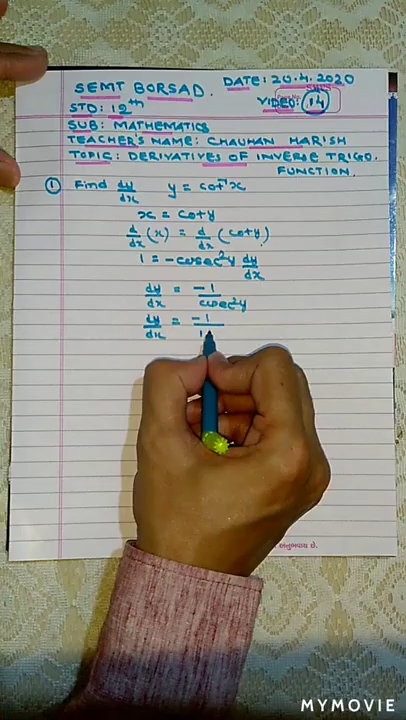 SEMT BORSAD.
DATE: 20.4.2020
STD: 12th
VIDEO: 14
SUB: MATHEMATICS
TEACHER'S NAME: CHAUHAN HARISH
TOPIC: DERIVATIVES OF INVERSE TRIGO.
FUNCTION.
① Find dy/dx y = cot⁻¹x
x = coty
d/dx (x) = d/dx (coty)
1 = -cosec²y dy/dx
dy/dx = -1/cosec²y
dy/dx = -1/1
MYMOVIE